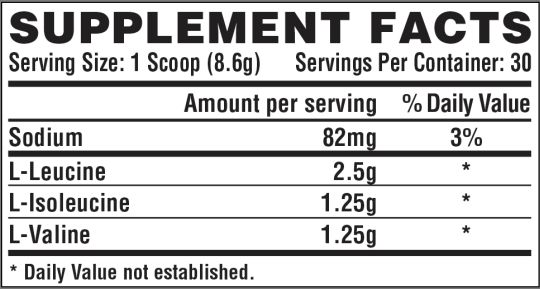 SUPPLEMENT FACTS
Serving Size: 1 Scoop (8.6g) Servings Per Container: 30
Amount per serving % Daily Value
Sodium 82mg 3%
L-Leucine 2.5g *
L-Isoleucine 1.25g *
L-Valine 1.25g *
* Daily Value not established.